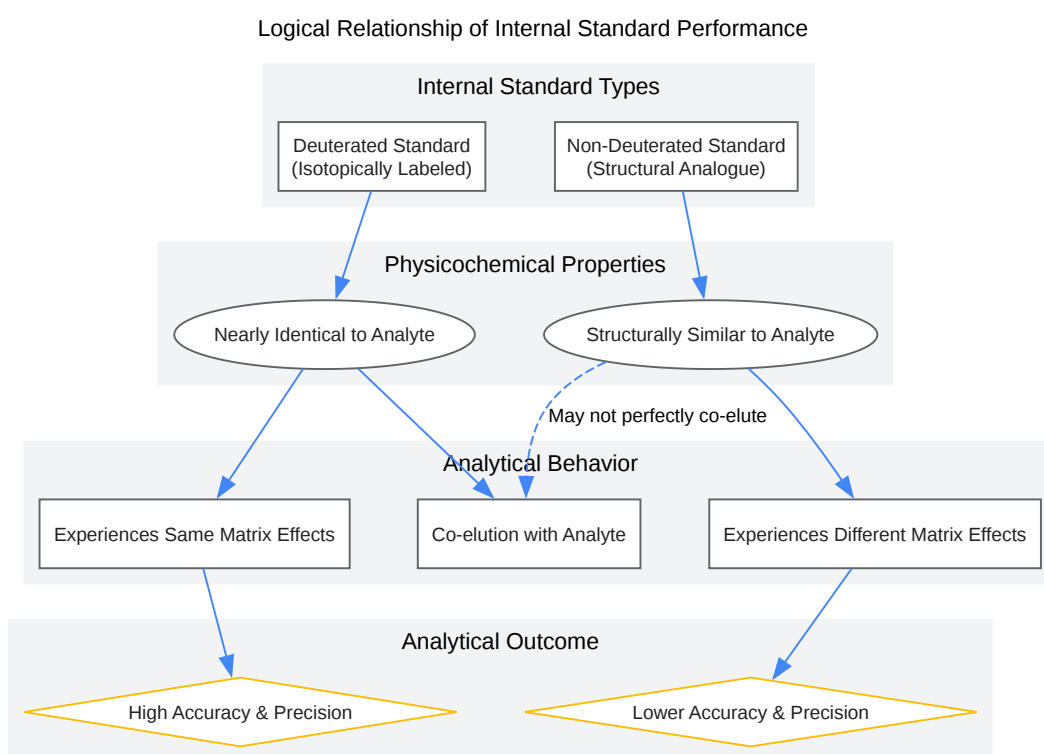 Logical Relationship of Internal Standard Performance
Internal Standard Types
Deuterated Standard
(Isotopically Labeled)
Non-Deuterated Standard
(Structural Analogue)
Physicochemical Properties
Nearly Identical to Analyte
Structurally Similar to Analyte
May not perfectly co-elute
Analytical Behavior
Experiences Same Matrix Effects
Co-elution with Analyte
Experiences Different Matrix Effects
Analytical Outcome
High Accuracy & Precision
Lower Accuracy & Precision